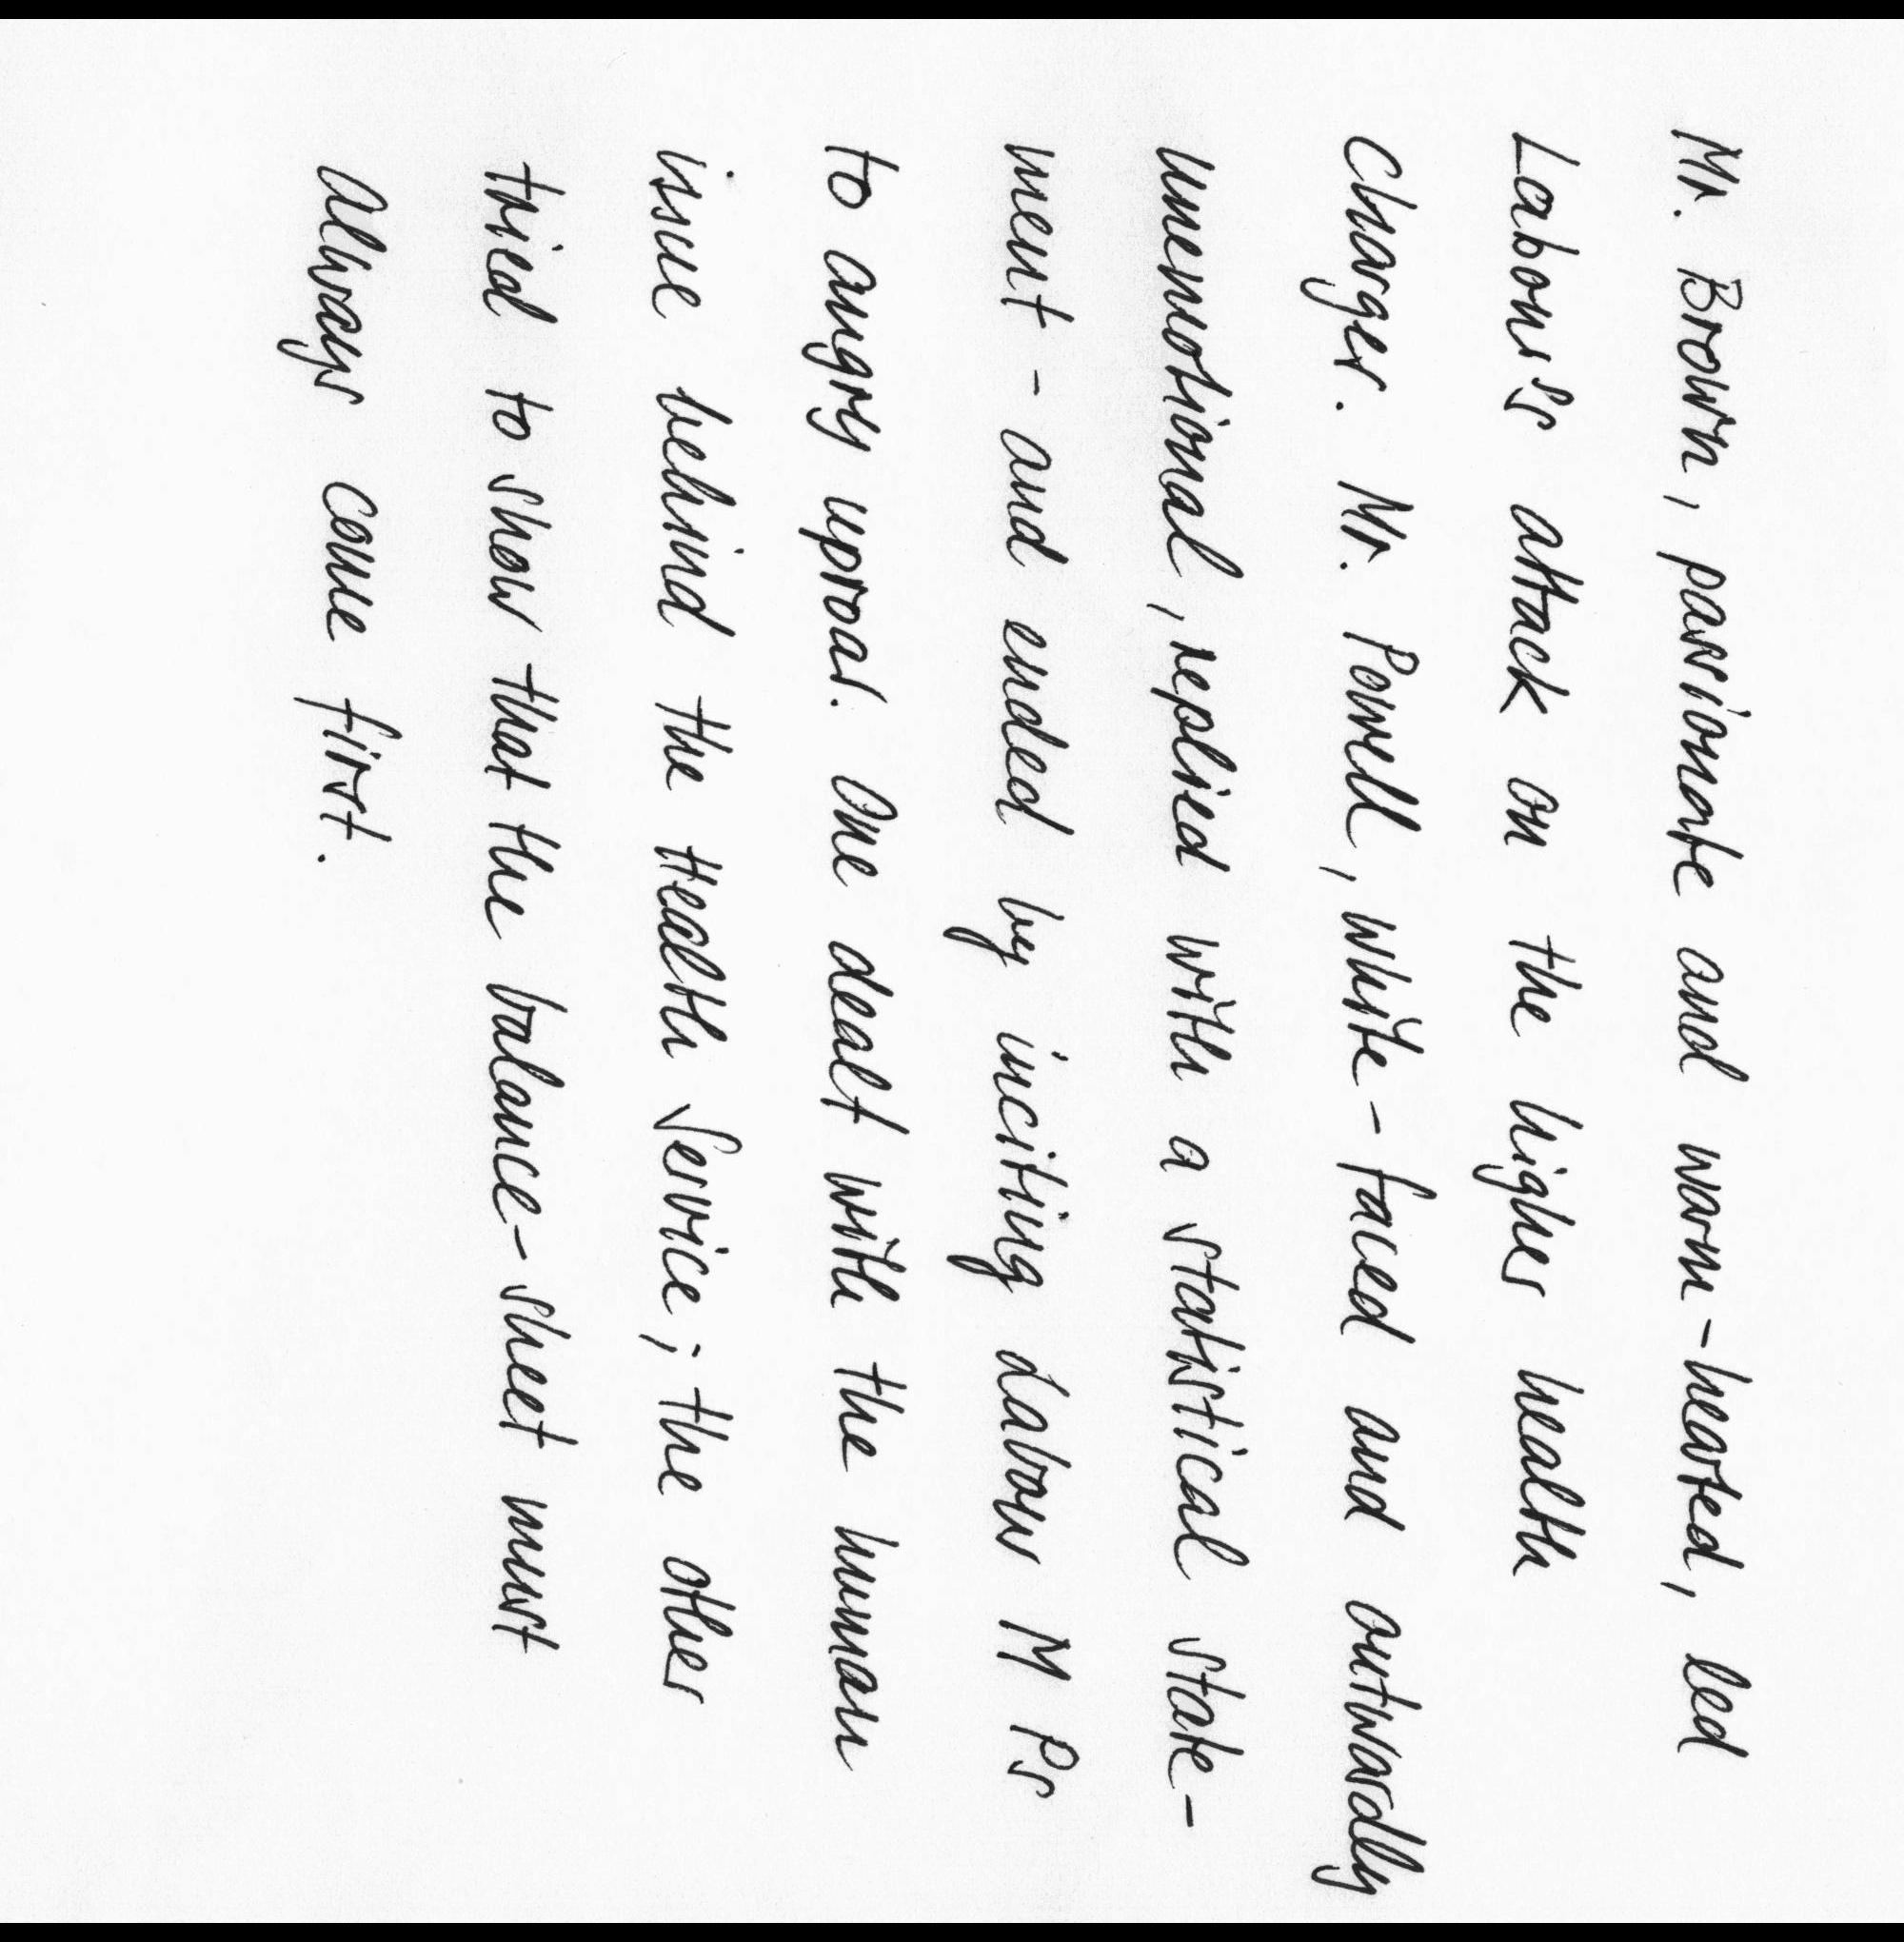 Mr. Brown, passionate and warm-hearted, led
Labour's attack on the higher health
Charges. Mr. Powell, white-faced and outwardly
unemotional, replied with a statistical state-
ment - and ended by inciting Labour M Ps
to angry uproar. One dealt with the human
issue behind the Health Service; the other
tried to show that the balance-sheet must
always come first.